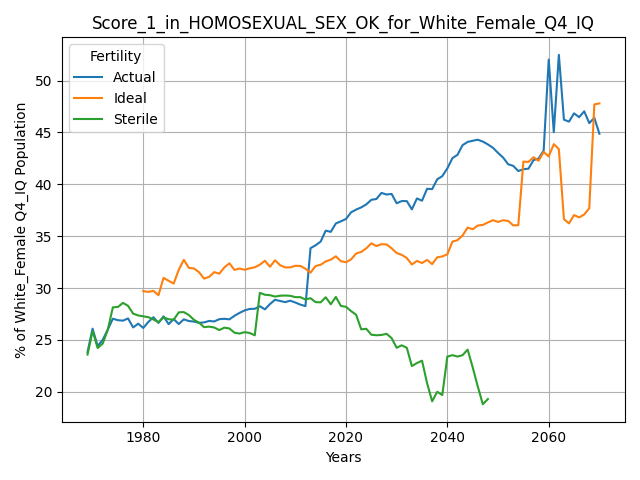 Score_1_in_HOMOSEXUAL_SEX_OK_for_White_Female_Q4_IQ
Fertility
Actual
Ideal
Sterile
% of White_Female Q4_IQ Population
50
45
40
35
30
25
20
1980
2000
2020
2040
2060
Years